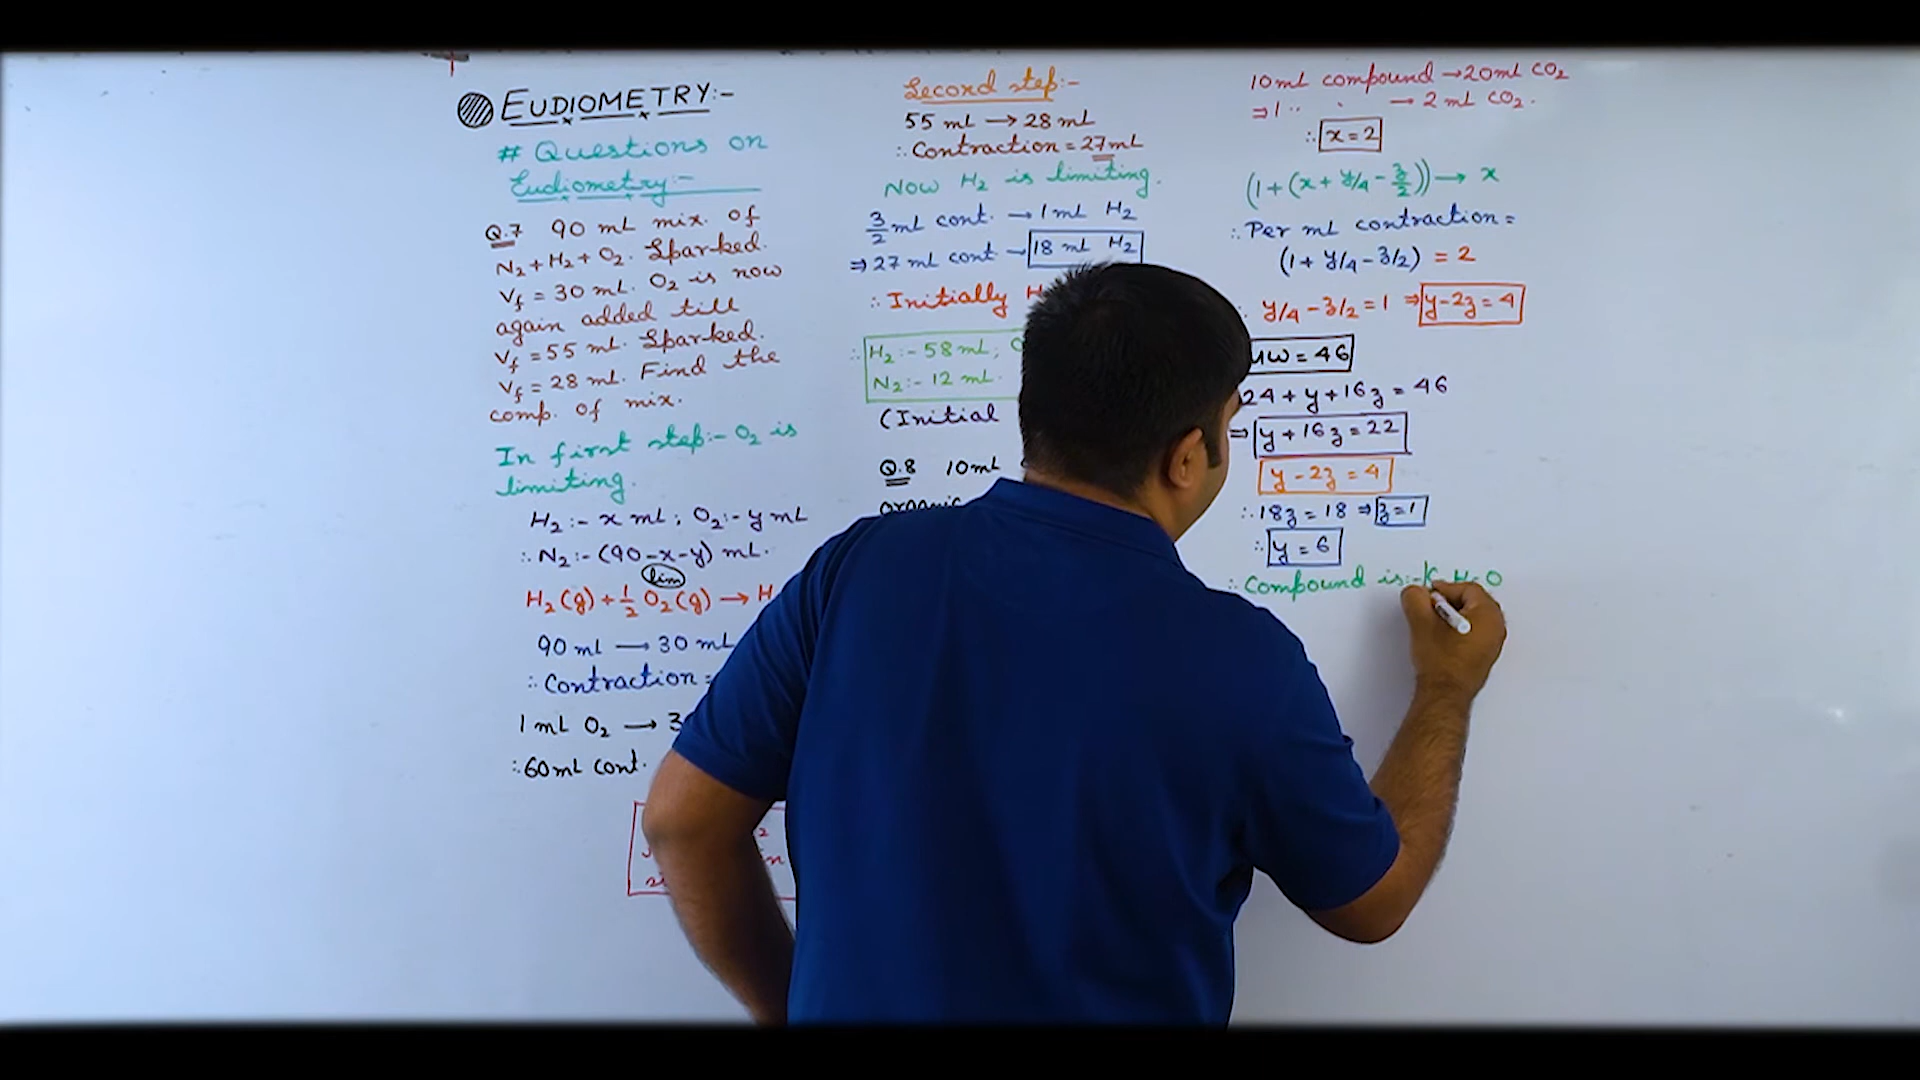 EUDIOMETRY:-
# Questions on
Eudiometry:-
Q.7 90 mL mix. of
N₂ + H₂ + O₂. Sparked.
V_f = 30 mL. O₂ is now
again added till
V_f = 55 mL. Sparked.
V_f = 28 mL. Find the
comp. of mix.
In first step:- O₂ is
limiting.
H₂:- x mL; O₂:- y mL
∴ N₂:- (90-x-y) mL.
lim
H₂(g) + 1/2 O₂(g) → H
90 mL → 30 mL
∴ Contraction =
1 mL O₂ → 3
∴ 60 mL cont.
Second step:-
55 mL → 28 mL
∴ Contraction = 27 mL
Now H₂ is limiting.
3/2 mL cont. → 1 mL H₂
⇒ 27 mL cont → 18 mL H₂
∴ Initially H
∴ H₂:- 58 mL;
N₂:- 12 mL.
(Initial
Q.8 10 mL
organic
10 mL compound → 20 mL CO₂
⇒ 1 " " → 2 mL CO₂.
∴ x = 2
(1 + (x + y/4 - z/2)) → x
∴ Per mL contraction =
(1 + y/4 - z/2) = 2
y/4 - z/2 = 1 ⇒ y - 2z = 4
MW = 46
24 + y + 16z = 46
⇒ y + 16z = 22
y - 2z = 4
∴ 18z = 18 ⇒ z = 1
∴ y = 6
∴ Compound is:-